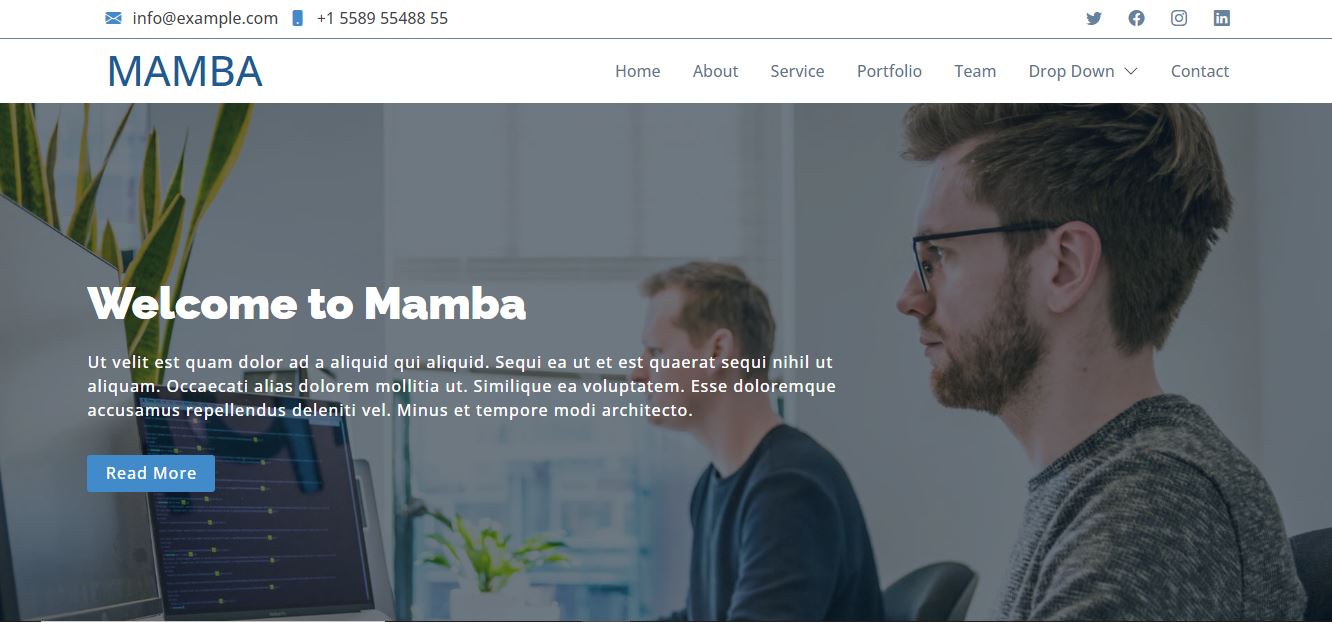 info@example.com +1 5589 55488 55
MAMBA
Home About Service Portfolio Team Drop Down Contact
Welcome to Mamba
Ut velit est quam dolor ad a aliquid qui aliquid. Sequi ea ut et est quaerat sequi nihil ut
aliquam. Occaecati alias dolorem mollitia ut. Similique ea voluptatem. Esse doloremque
accusamus repellendus deleniti vel. Minus et tempore modi architecto.
Read More